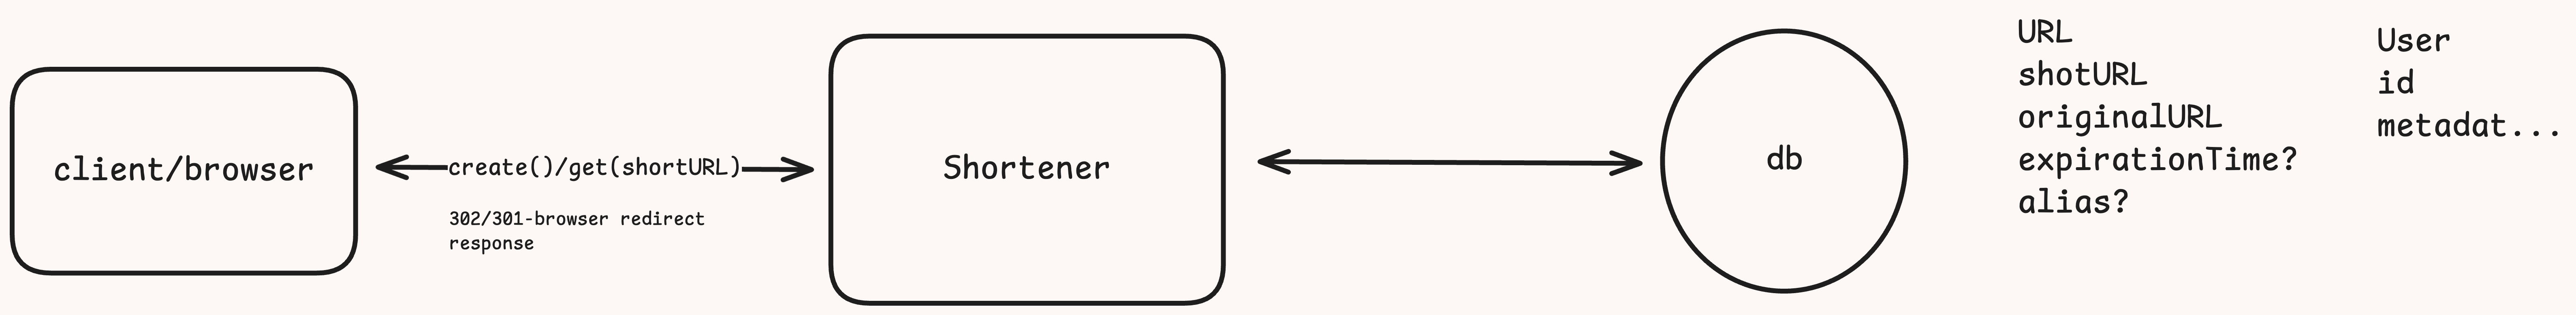 client/browser
create()/get(shortURL)
302/301-browser redirect
response
Shortener
db
URL
shotURL
originalURL
expirationTime?
alias?
User
id
metadat...